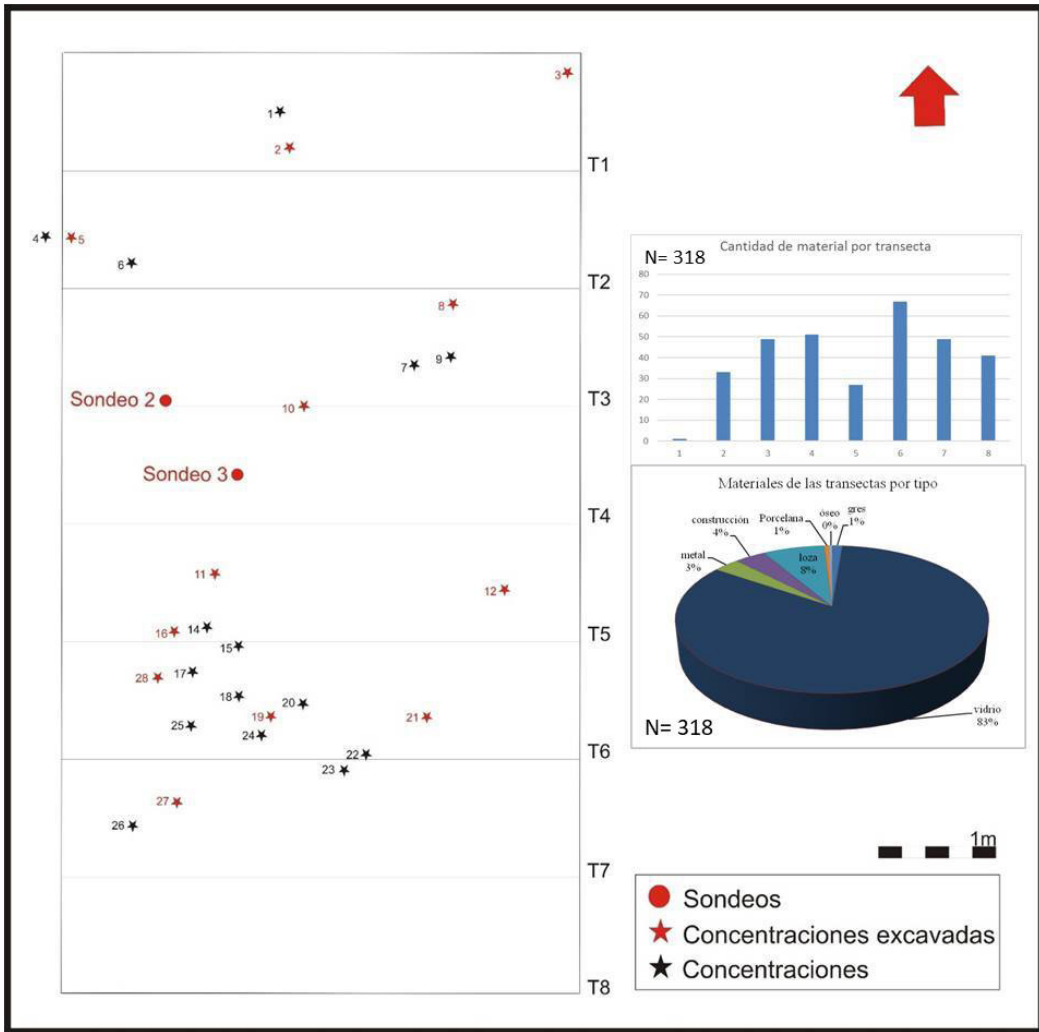 3
1
2
T1
4
5
6
T2
8
7
9
Sondeo 2
10
T3
Sondeo 3
T4
11
12
16
14
T5
15
28
17
18
20
25
19
21
24
T6
22
23
27
26
T7
T8
Cantidad de material por transecta
N= 318
80
70
60
50
40
30
20
10
0
1 2 3 4 5 6 7 8
Materiales de las transectas por tipo
óseo
0%
gres
1%
Porcelana
1%
construcción
4%
loza
8%
metal
3%
vidrio
83%
N= 318
1m
Sondeos
Concentraciones excavadas
Concentraciones